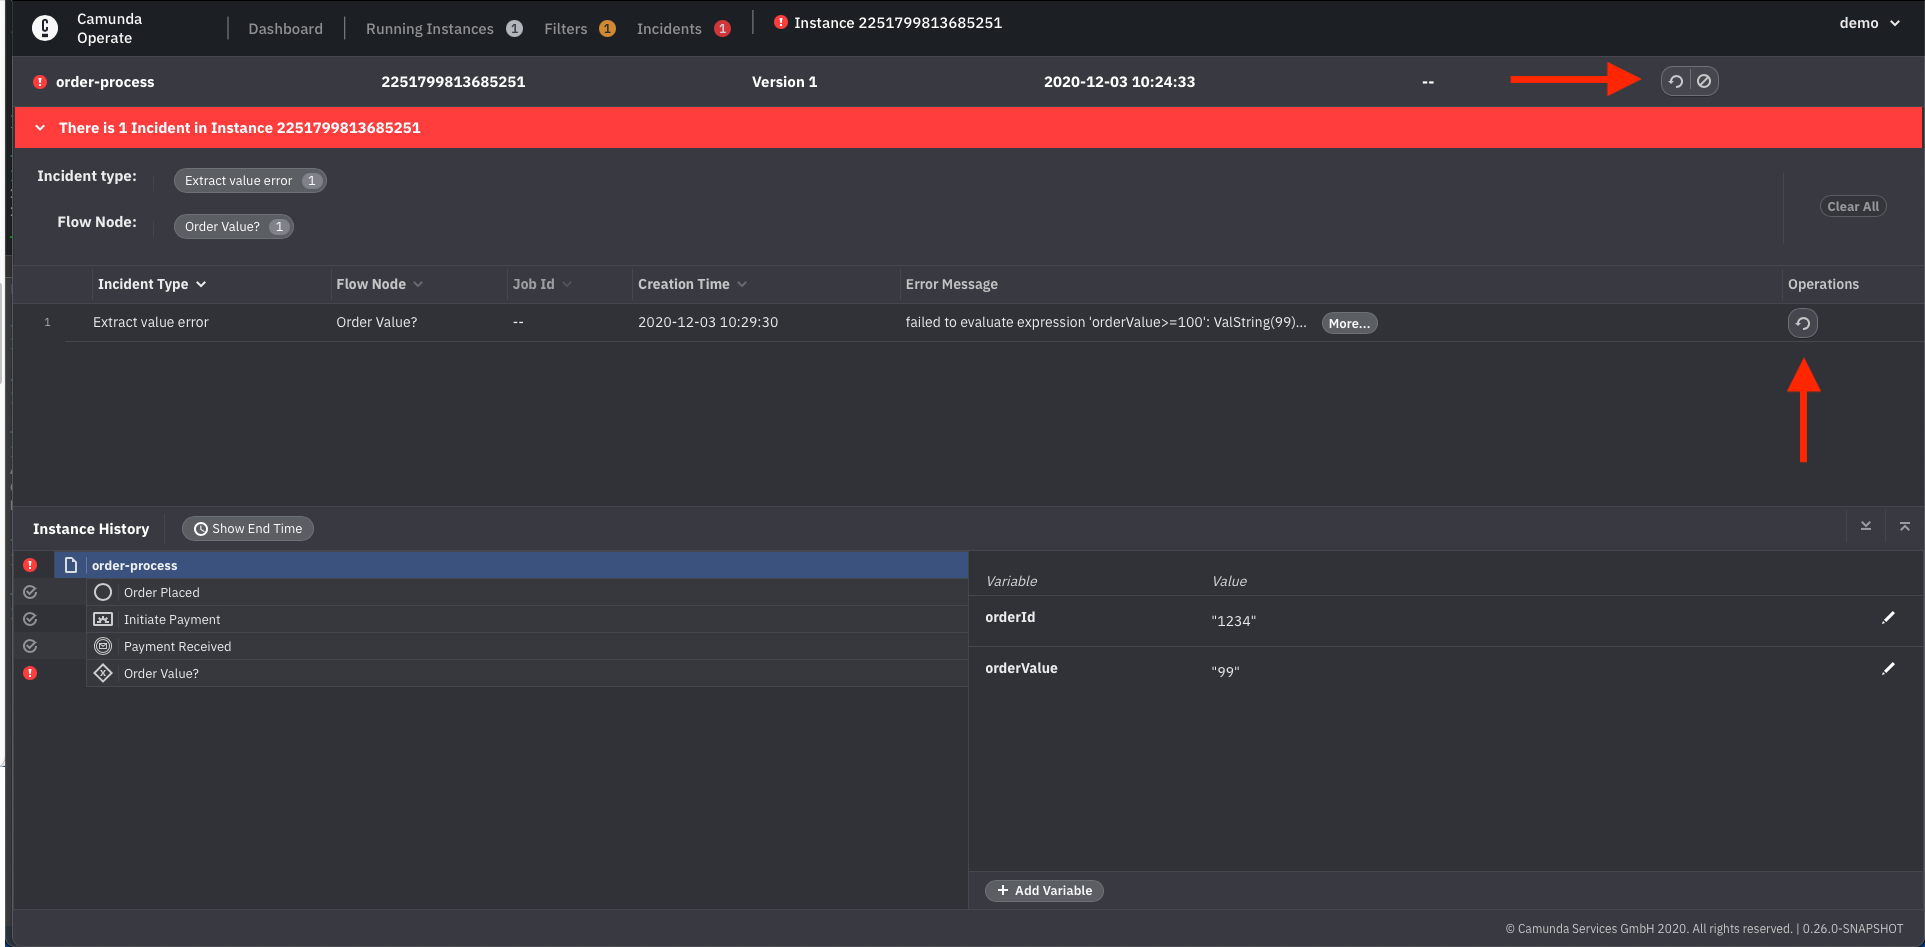 Camunda Operate
Dashboard
Running Instances 1
Filters 1
Incidents 1
Instance 2251799813685251
demo
order-process 2251799813685251 Version 1 2020-12-03 10:24:33 --
There is 1 Incident in Instance 2251799813685251
Incident type: Extract value error 1
Flow Node: Order Value? 1
Clear All
Incident Type Flow Node Job Id Creation Time Error Message Operations
1 Extract value error Order Value? -- 2020-12-03 10:29:30 failed to evaluate expression 'orderValue>=100': ValString(99)... More...
Instance History Show End Time
order-process
Order Placed
Initiate Payment
Payment Received
Order Value?
Variable Value
orderId "1234"
orderValue "99"
+ Add Variable
© Camunda Services GmbH 2020. All rights reserved. | 0.26.0-SNAPSHOT